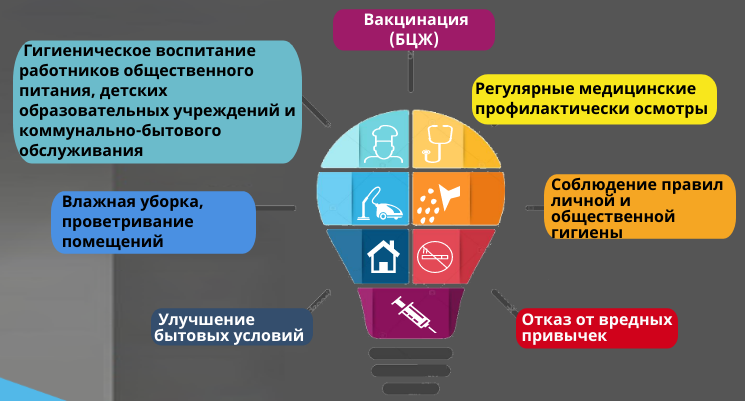 Вакцинация
(БЦЖ)
Гигиеническое воспитание
работников общественного
питания, детских
образовательных учреждений и
коммунально-бытового
обслуживания
Регулярные медицинские
профилактически осмотры
Влажная уборка,
проветривание
помещений
Соблюдение правил
личной и
общественной
гигиены
Улучшение
бытовых условий
Отказ от вредных
привычек